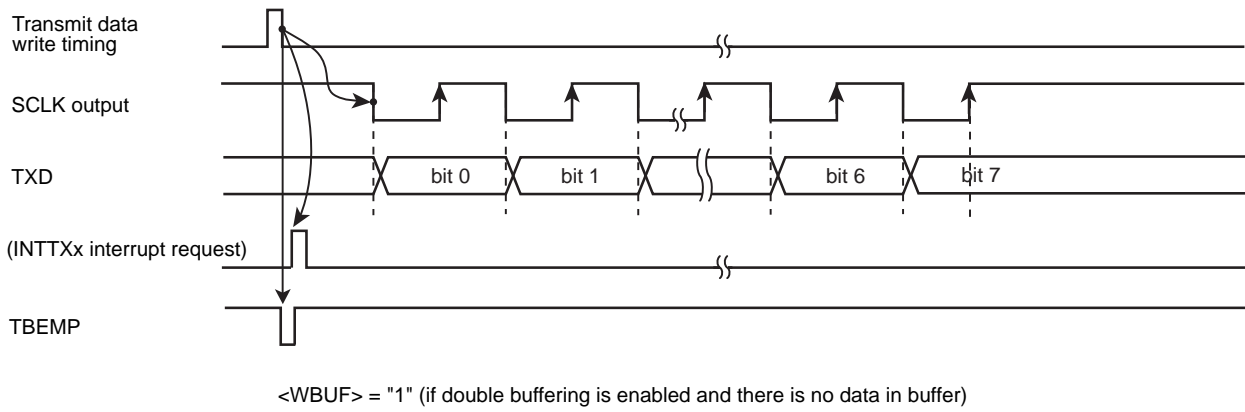 Transmit data
write timing
SCLK output
TXD
bit 0
bit 1
bit 6
bit 7
(INTTXx interrupt request)
TBEMP
<WBUF> = "1" (if double buffering is enabled and there is no data in buffer)